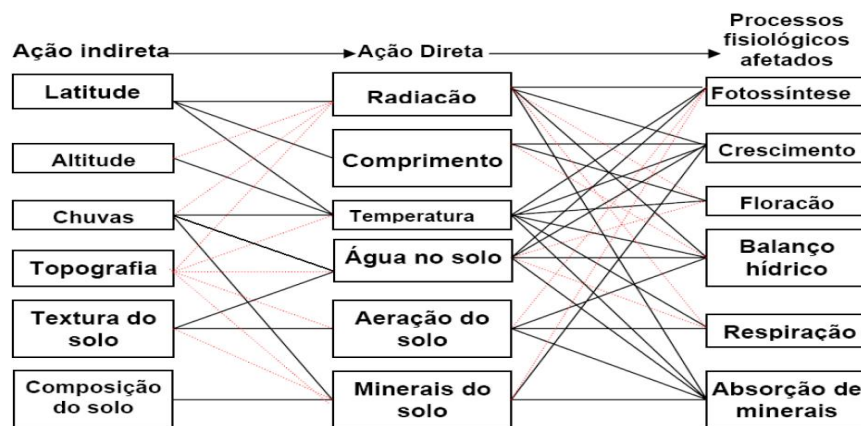 Ação indireta
Ação Direta
Processos
fisiológicos
afetados
Latitude
Altitude
Chuvas
Topografia
Textura do
solo
Composição
do solo
Radiacão
Comprimento
Temperatura
Água no solo
Aeração do
solo
Minerais do
solo
Fotossíntese
Crescimento
Floracão
Balanço
hídrico
Respiração
Absorção de
minerais